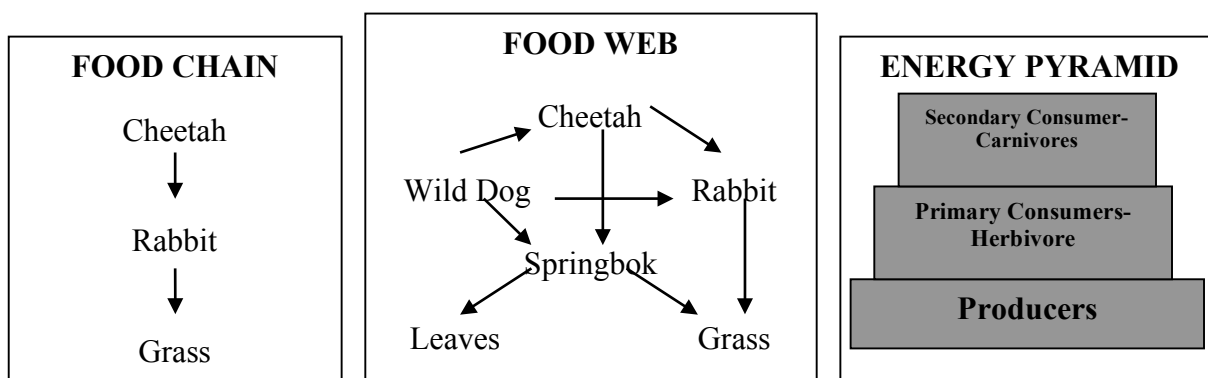 FOOD CHAIN
Cheetah
Rabbit
Grass
FOOD WEB
Cheetah
Wild Dog
Rabbit
Springbok
Leaves
Grass
ENERGY PYRAMID
Secondary Consumer-
Carnivores
Primary Consumers-
Herbivore
Producers